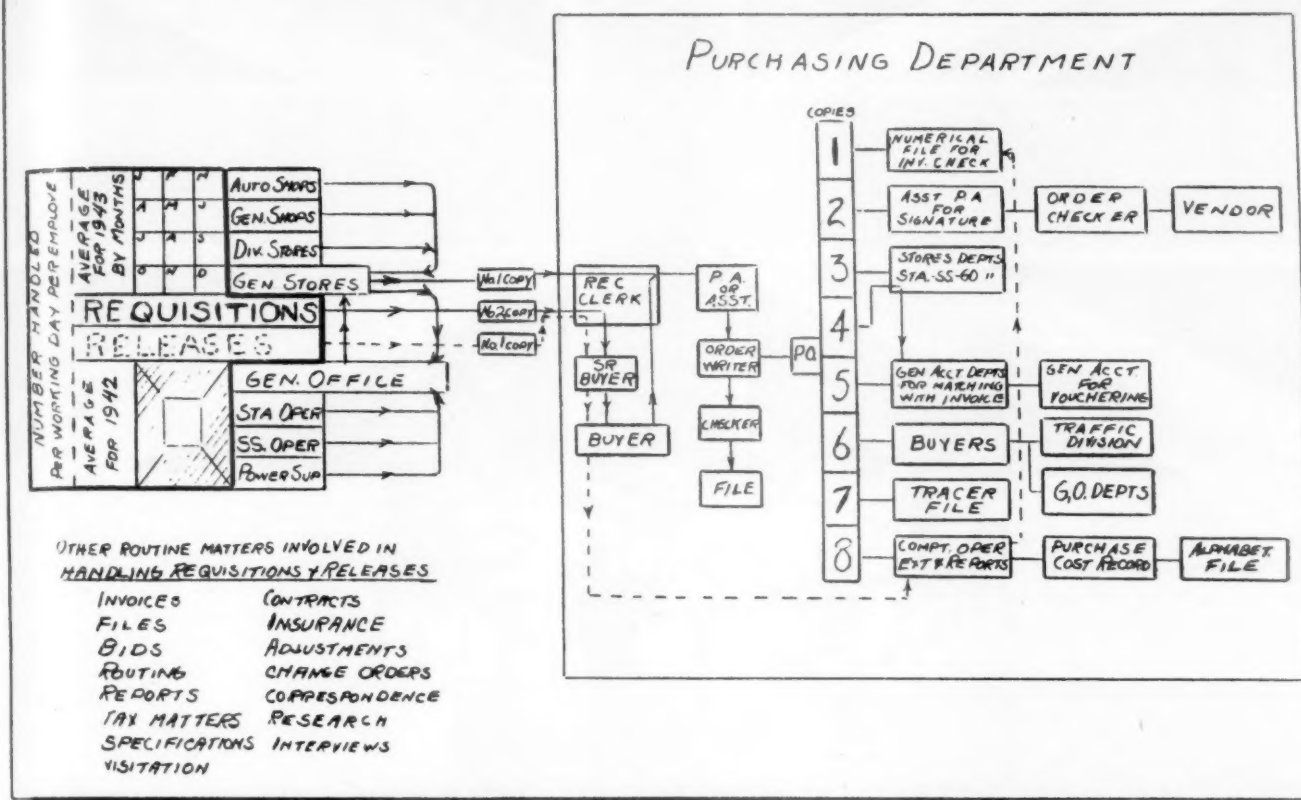 PURCHASING DEPARTMENT
NUMBER HANDLED
PER WORKING DAY PER EMPLOYE
AVERAGE
FOR 1943
BY MONTHS
J F M
A M J
J A S
O N D
AUTO SHOPS
GEN. SHOPS
DIV. STORES
GEN STORES
REQUISITIONS
RELEASES
AVERAGE
FOR 1942
GEN. OFFICE
STA OPER
SS. OPER
POWER SUP
No.1 COPY
No2 COPY
No.1 COPY
REC
CLERK
SR
BUYER
BUYER
P.A.
OR
ASST.
ORDER
WRITER
CHECKER
FILE
P.O.
COPIES
1
NUMERICAL
FILE FOR
INV. CHECK
2
ASST P.A
FOR
SIGNATURE
ORDER
CHECKER
VENDOR
3
STORES DEPTS
STA.-SS-60 "
4
5
GEN ACCT DEPTS
FOR MATCHING
WITH INVOICE
GEN ACCT.
FOR
VOUCHERING
6
BUYERS
TRAFFIC
DIVISION
G.O. DEPTS
7
TRACER
FILE
8
COMPT. OPER
EXT & REPORTS
PURCHASE
COST RECORD
ALPHABET.
FILE
OTHER ROUTINE MATTERS INVOLVED IN
HANDLING REQUISITIONS & RELEASES
INVOICES
FILES
BIDS
ROUTING
REPORTS
TAX MATTERS
SPECIFICATIONS
VISITATION
CONTRACTS
INSURANCE
ADJUSTMENTS
CHANGE ORDERS
CORRESPONDENCE
RESEARCH
INTERVIEWS